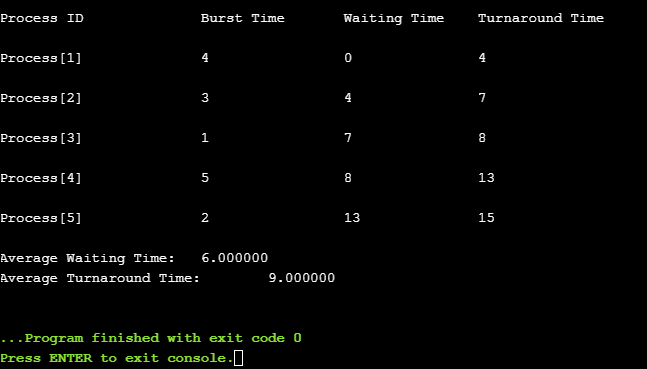 Process ID Burst Time Waiting Time Turnaround Time
Process[1] 4 0 4
Process[2] 3 4 7
Process[3] 1 7 8
Process[4] 5 8 13
Process[5] 2 13 15
Average Waiting Time: 6.000000
Average Turnaround Time: 9.000000
...Program finished with exit code 0
Press ENTER to exit console.